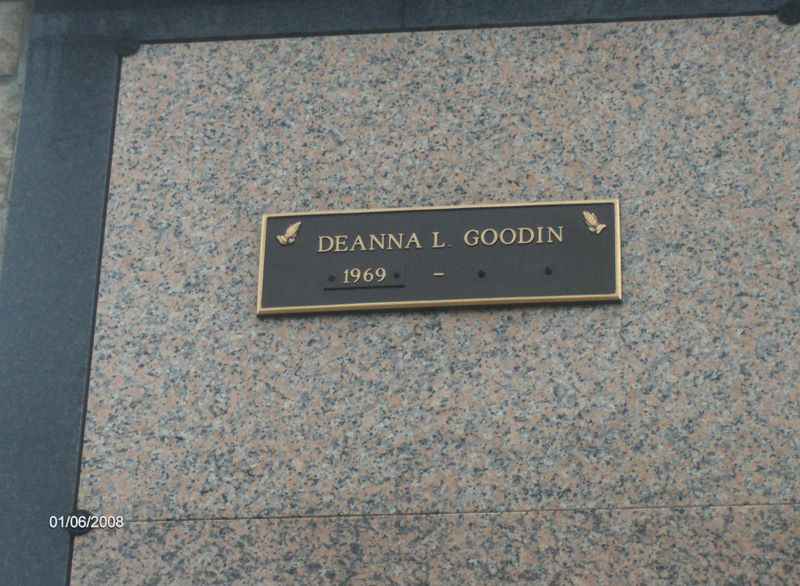 DEANNA L. GOODIN
1969 -
01/06/2008